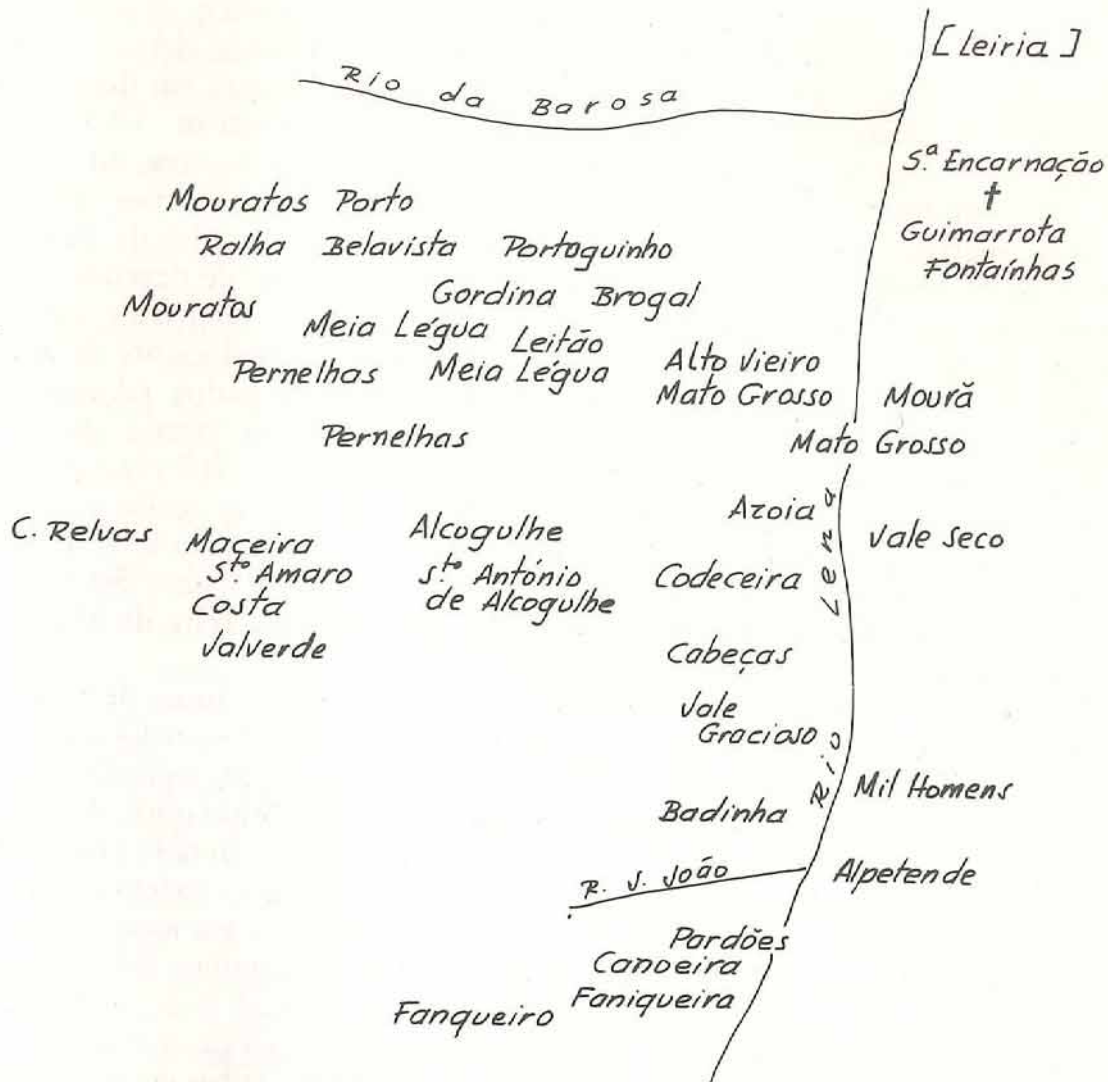 [Leiria]
Rio da Barosa
S.ª Encarnação
†
Mouratos Porto
Guimarrota
Ralha Belavista Portoguinho
Fontaínhas
Gordina Brogal
Mouratos
Meia Légua Leitão
Alto Vieiro
Pernelhas Meia Légua
Mato Grosso Mourã
Pernelhas
Mato Grosso
Azoia
C. Relvas Maceira Alcogulhe
Vale Seco
S.to Amaro S.to António
Codeceira
Costa de Alcogulhe
Valverde
Cabeças
Vale
Gracioso
Rio Lena
Mil Homens
Badinha
R. S. João
Alpetende
Pardões
Canoeira
Faniqueira
Fanqueiro